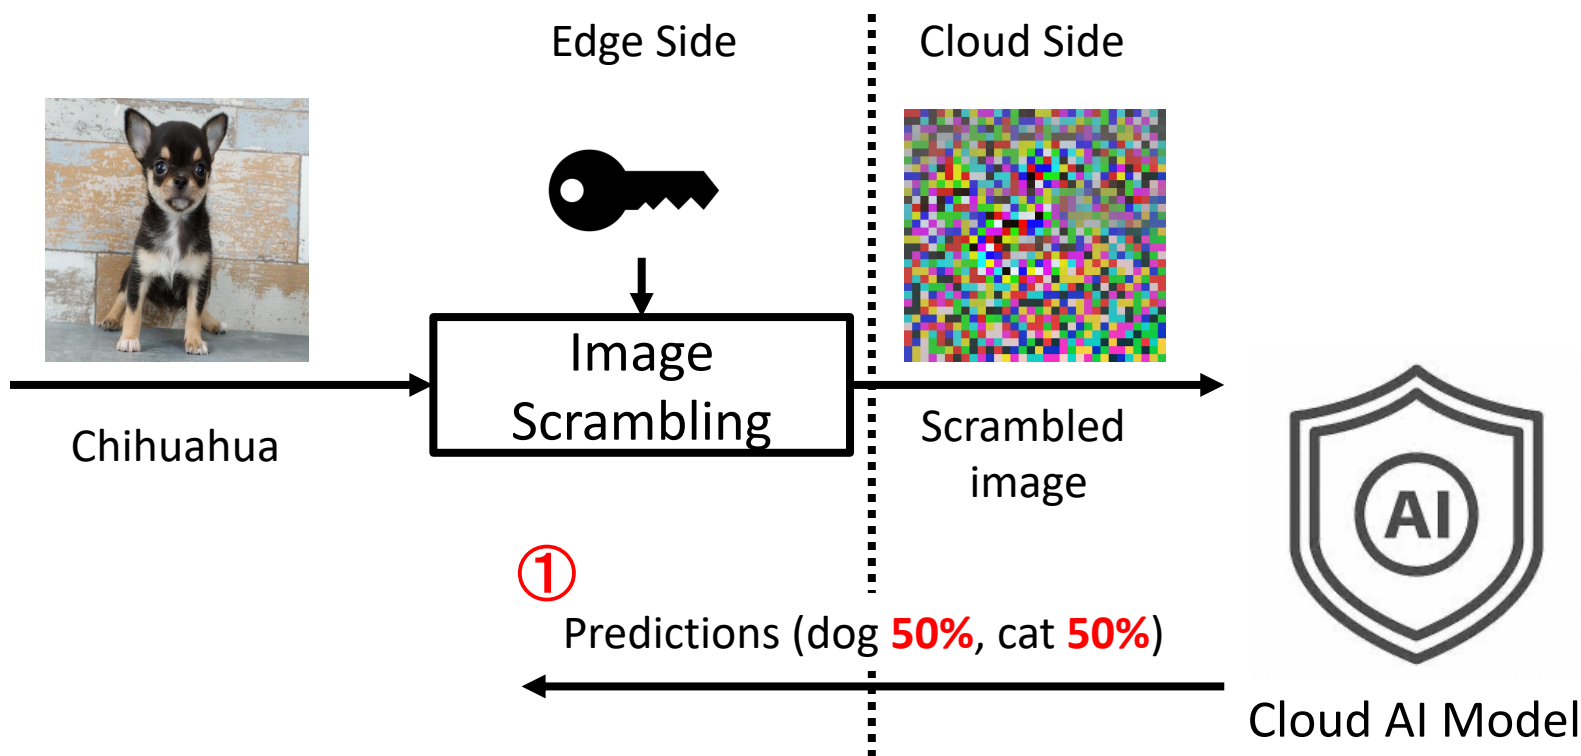 Edge Side
Cloud Side
Image
Scrambling
Chihuahua
Scrambled
image
AI
①
Predictions (dog 50%, cat 50%)
Cloud AI Model